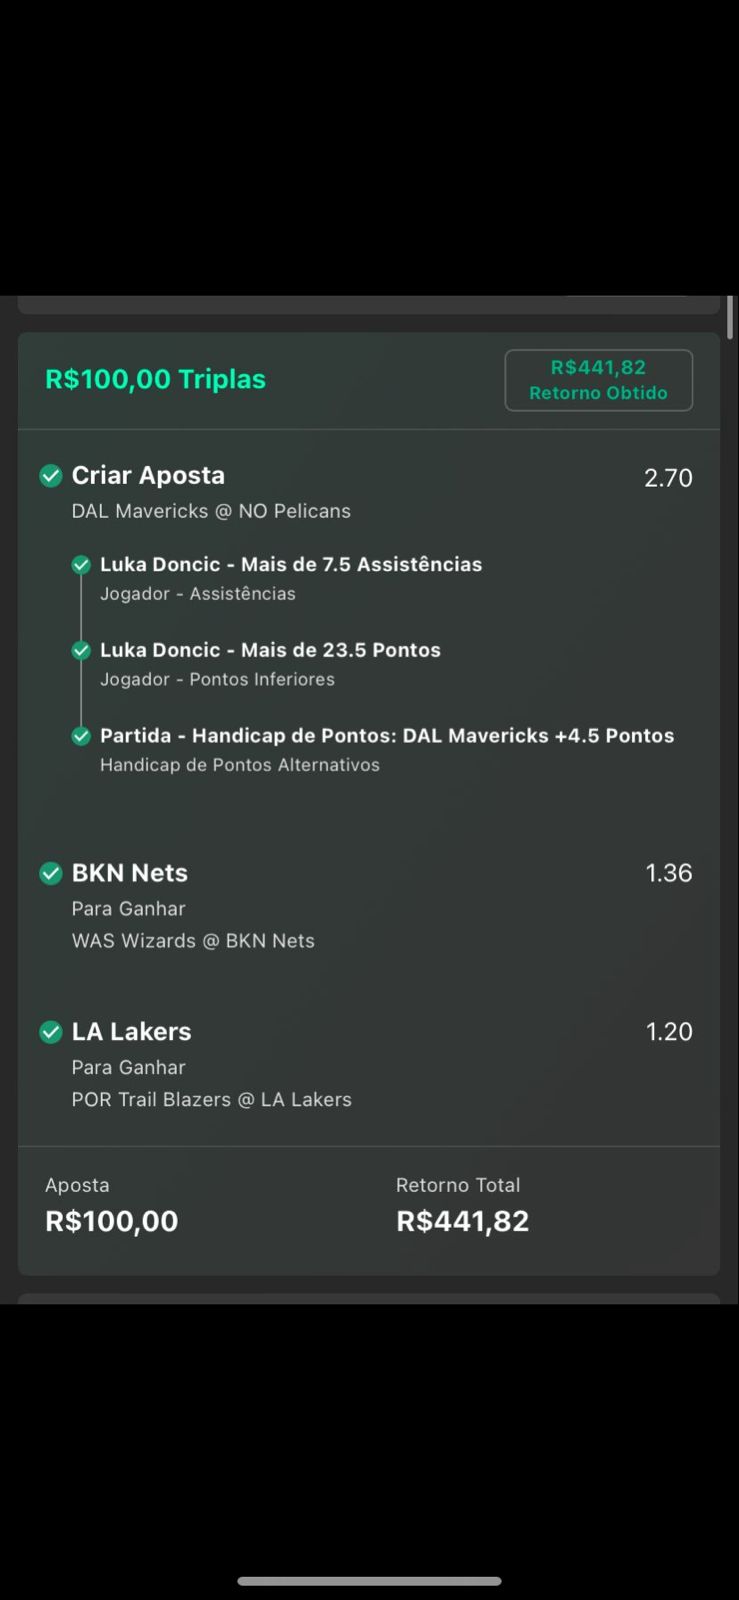 R$100,00 Triplas
R$441,82
Retorno Obtido
Criar Aposta
2.70
DAL Mavericks @ NO Pelicans
Luka Doncic - Mais de 7.5 Assistências
Jogador - Assistências
Luka Doncic - Mais de 23.5 Pontos
Jogador - Pontos Inferiores
Partida - Handicap de Pontos: DAL Mavericks +4.5 Pontos
Handicap de Pontos Alternativos
BKN Nets
1.36
Para Ganhar
WAS Wizards @ BKN Nets
LA Lakers
1.20
Para Ganhar
POR Trail Blazers @ LA Lakers
Aposta
Retorno Total
R$100,00
R$441,82